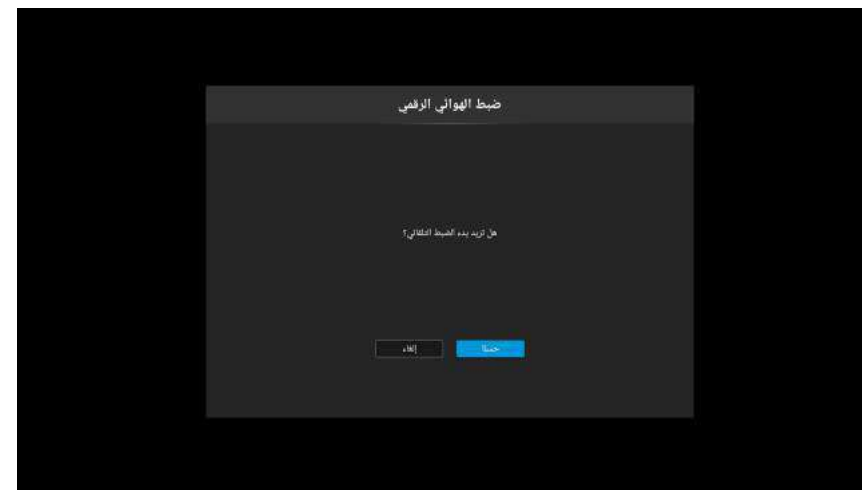 ضبط الهوائي الرقمي
هل تريد بدء الضبط التلقائي؟
حسنًا
إلغاء